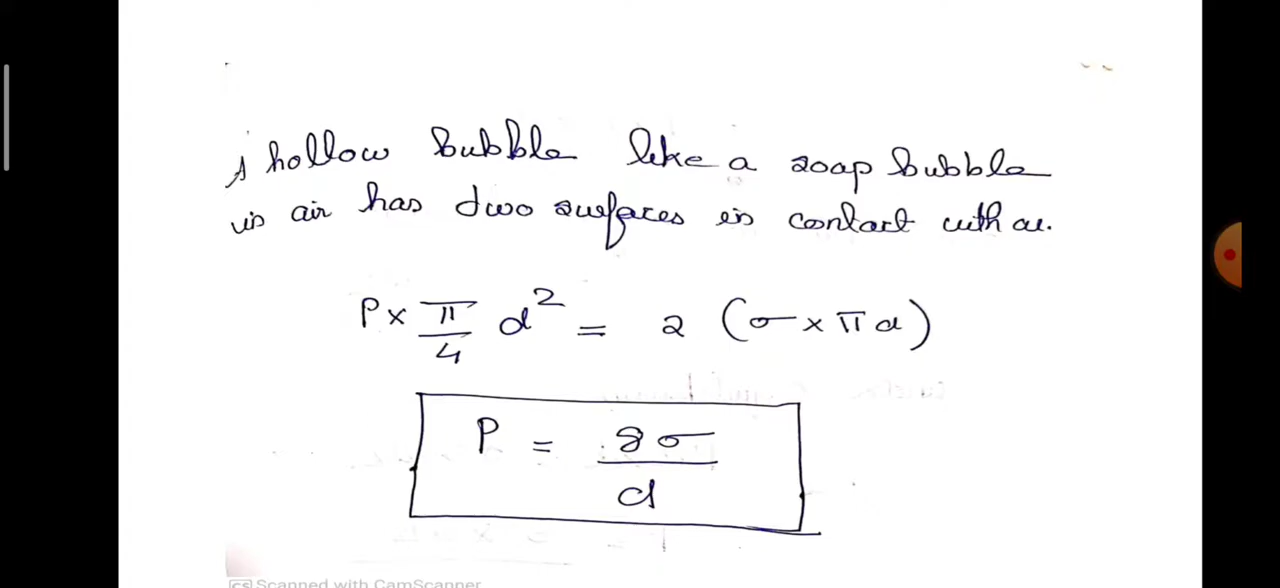 A hollow bubble like a soap bubble
in air has two surfaces in contact with air.
P × π/4 d² = 2 (σ × π d)
P = 8σ/d
CS Scanned with CamScanner